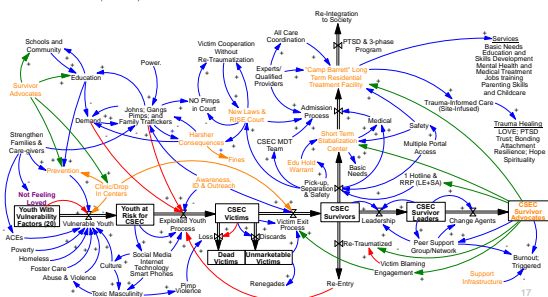 Re-Integration
to Society
Schools and
Community
Victim Cooperation
Without
Re-Traumatization
All Care
Coordination
PTSD & 3-phase
Program
Services
Basic Needs
Education and
Skills Development
Mental Health and
Medical Treatment
Jobs training
Parenting Skills
and Childcare
Power.
Experts/
Qualified
Providers
"Camp Barrett" Long
Term Residential
Treatment Facility
Education
Survivor
Advocates
Johns; Gangs
Pimps; and
Family Traffickers
NO Pimps
in Court
New Laws &
RISE Court
Admission
Process
Trauma-Informed Care
(Site-Infused)
Demand
Medical
Trauma Healing
LOVE; PTSD
Trust; Bonding
Attachment
Resilience; Hope
Spirituality
Strengthen
Families &
Care-givers
Harsher
Consequences
CSEC MDT
Team
Short Term
Stabalization
Center
Safety
Multiple Portal
Access
Prevention
Fines
Edu Hold
Warrant
Basic
Needs
Clinic/Drop
In Centers
Awareness,
ID & Outreach
Pick-up,
Separation
& Safety
1 Hotline &
RRP (LE+SA)
Not Feeling
Loved
Youth With
Vulnerability
Factors (20)
Vulnerable Youth
Youth at
Risk for
CSEC
Exploited Youth
Process
CSEC
Victims
Victim Exit
Process
CSEC
Survivors
Leadership
CSEC
Survivor
Leaders
Change Agents
CSEC
Survivor
Advocates
ACEs
Poverty
Homeless
Foster Care
Abuse & Violence
Culture
Social Media
Internet
Technology
Smart Phones
Loss
Discards
Dead
Victims
Unmarketable
Victims
Re-Traumatized
Peer Support
Group/Network
Victim Blaming
Engagement
Burnout;
Triggered
Toxic Masculinity
Pimp
Violence
Renegades
Re-Entry
Support
Infrastructure
17